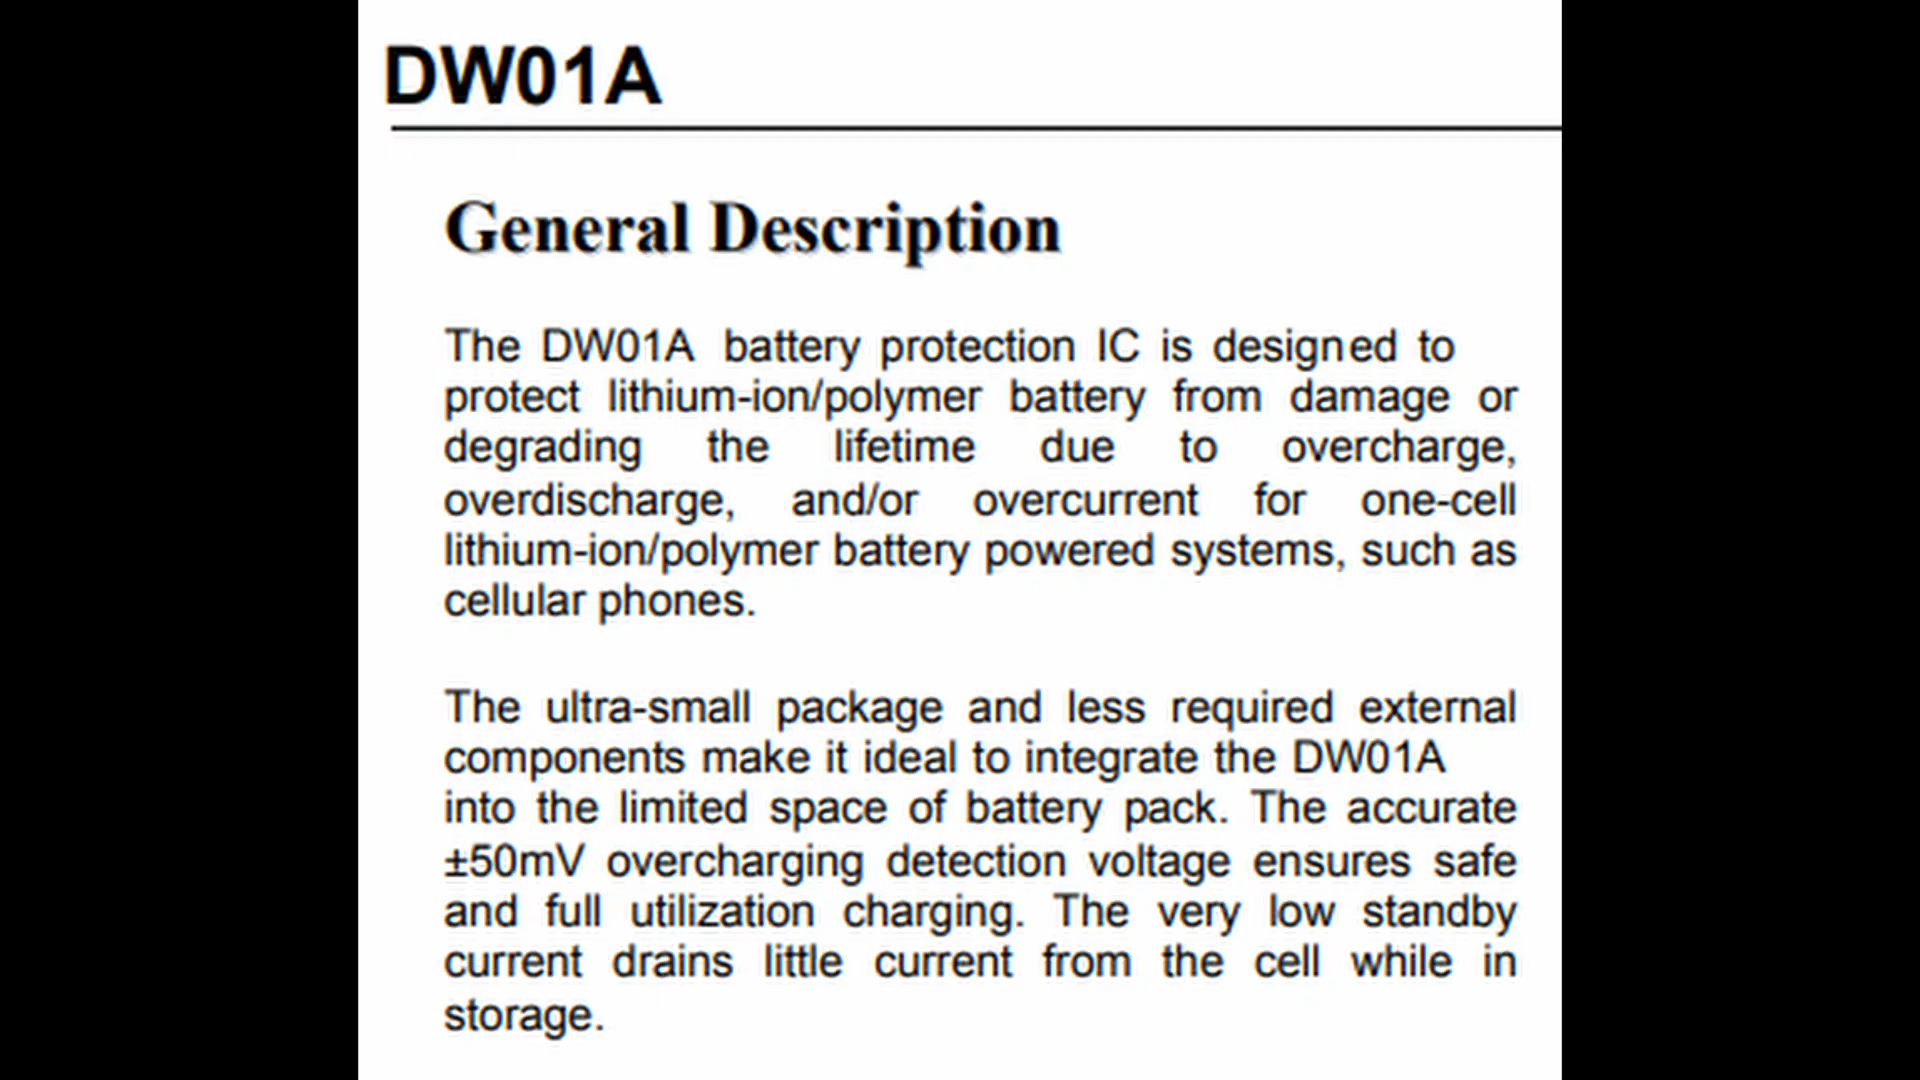 DW01A
General Description
The DW01A battery protection IC is designed to
protect lithium-ion/polymer battery from damage or
degrading the lifetime due to overcharge,
overdischarge, and/or overcurrent for one-cell
lithium-ion/polymer battery powered systems, such as
cellular phones.
The ultra-small package and less required external
components make it ideal to integrate the DW01A
into the limited space of battery pack. The accurate
±50mV overcharging detection voltage ensures safe
and full utilization charging. The very low standby
current drains little current from the cell while in
storage.